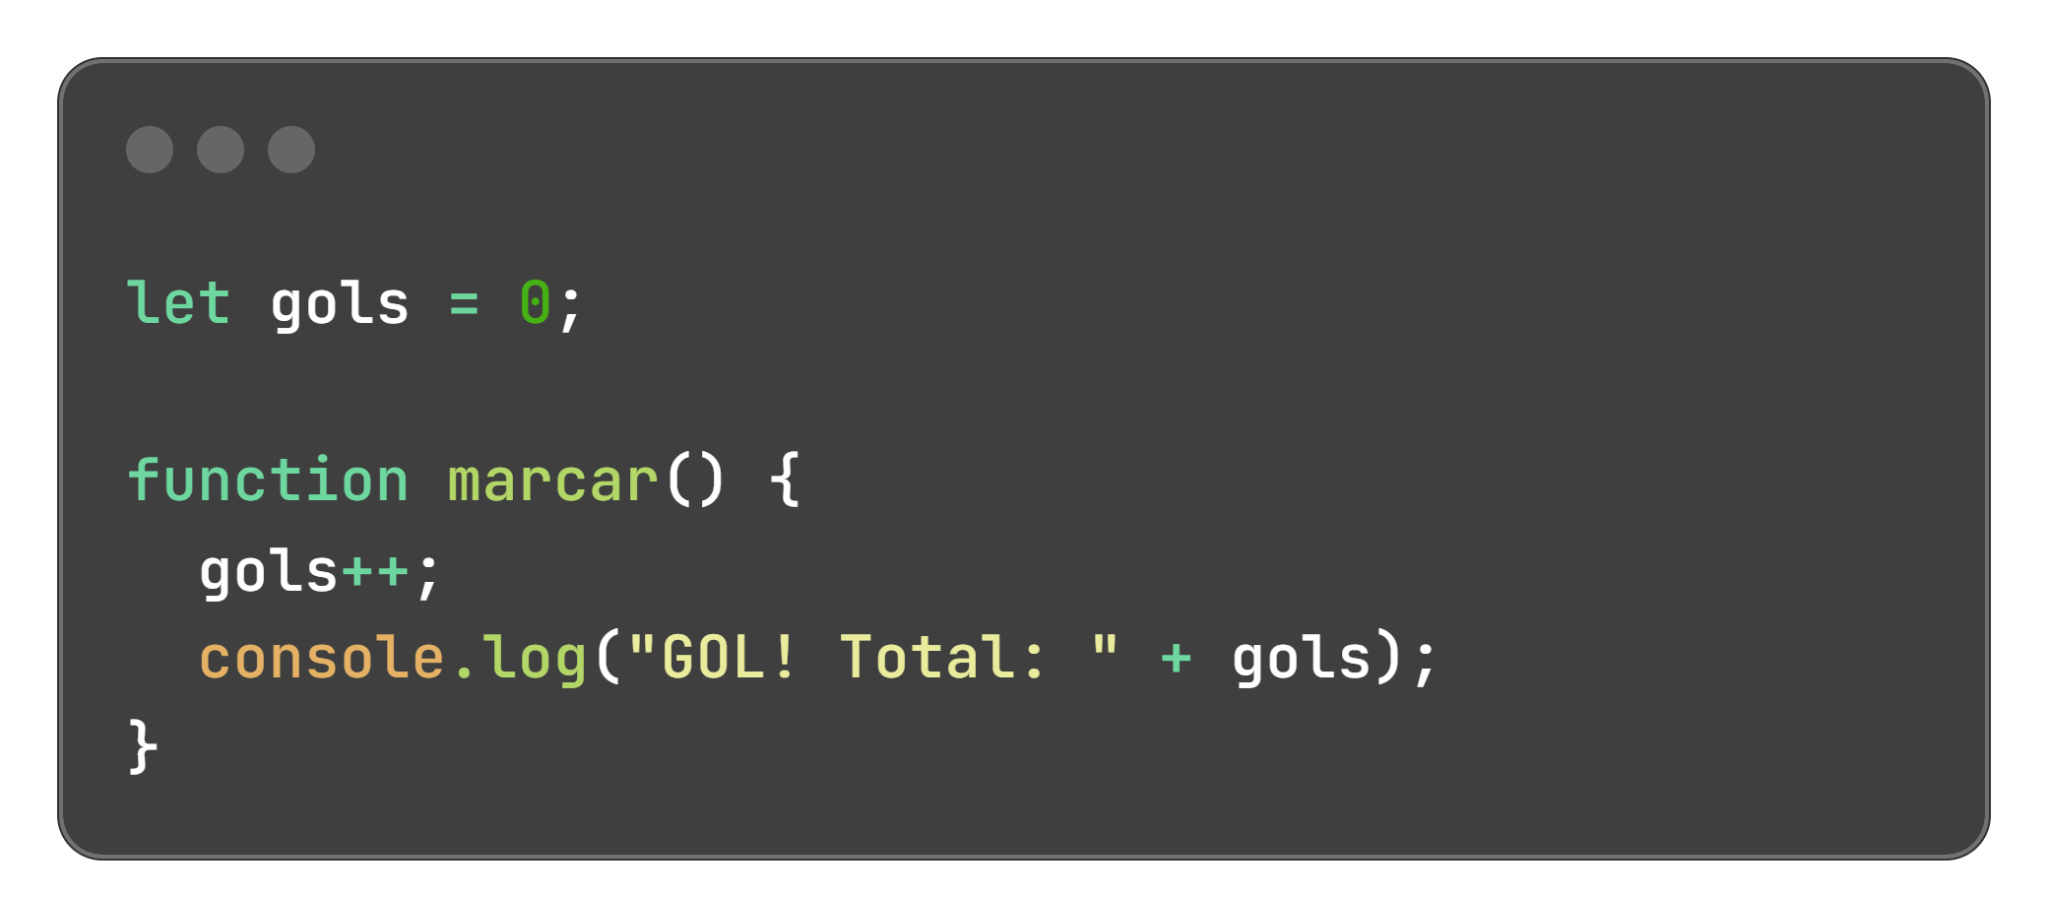 let gols = 0;

function marcar() {
  gols++;
  console.log("GOL! Total: " + gols);
}